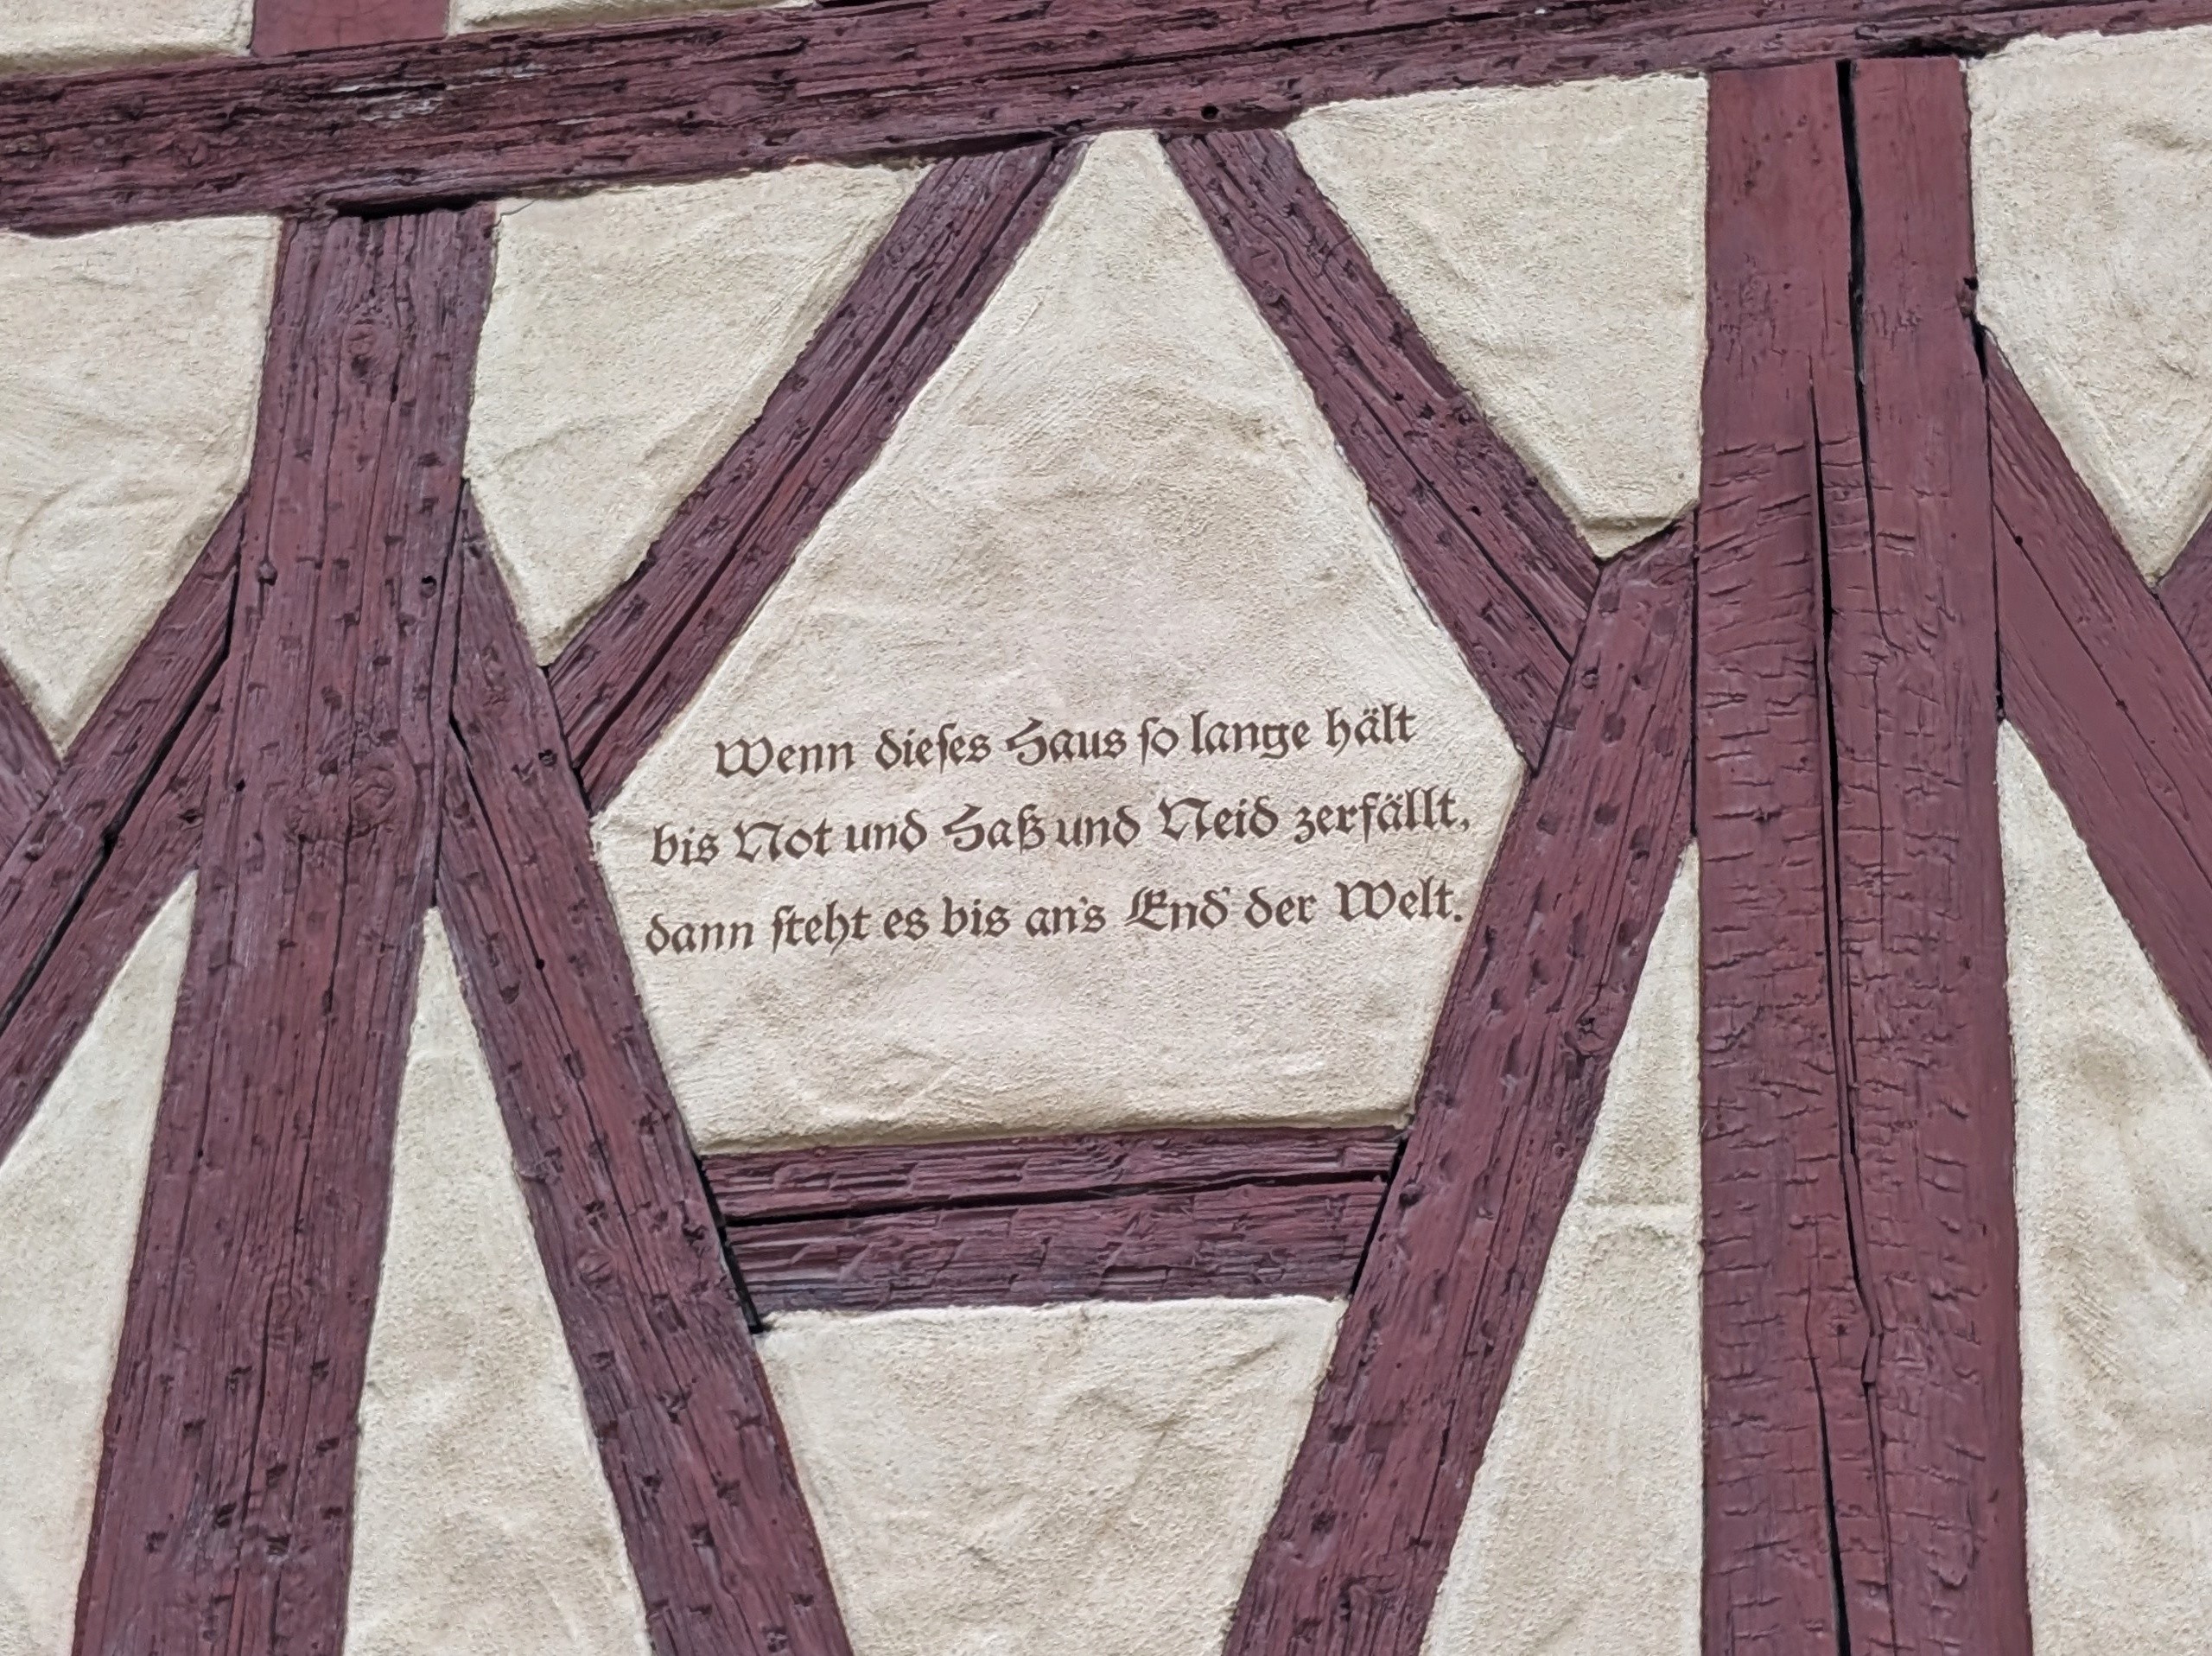 Wenn dieſes Haus ſo lange hält
bis Not und Haß und Neid zerfällt,
dann ſteht es bis an's End' der Welt.